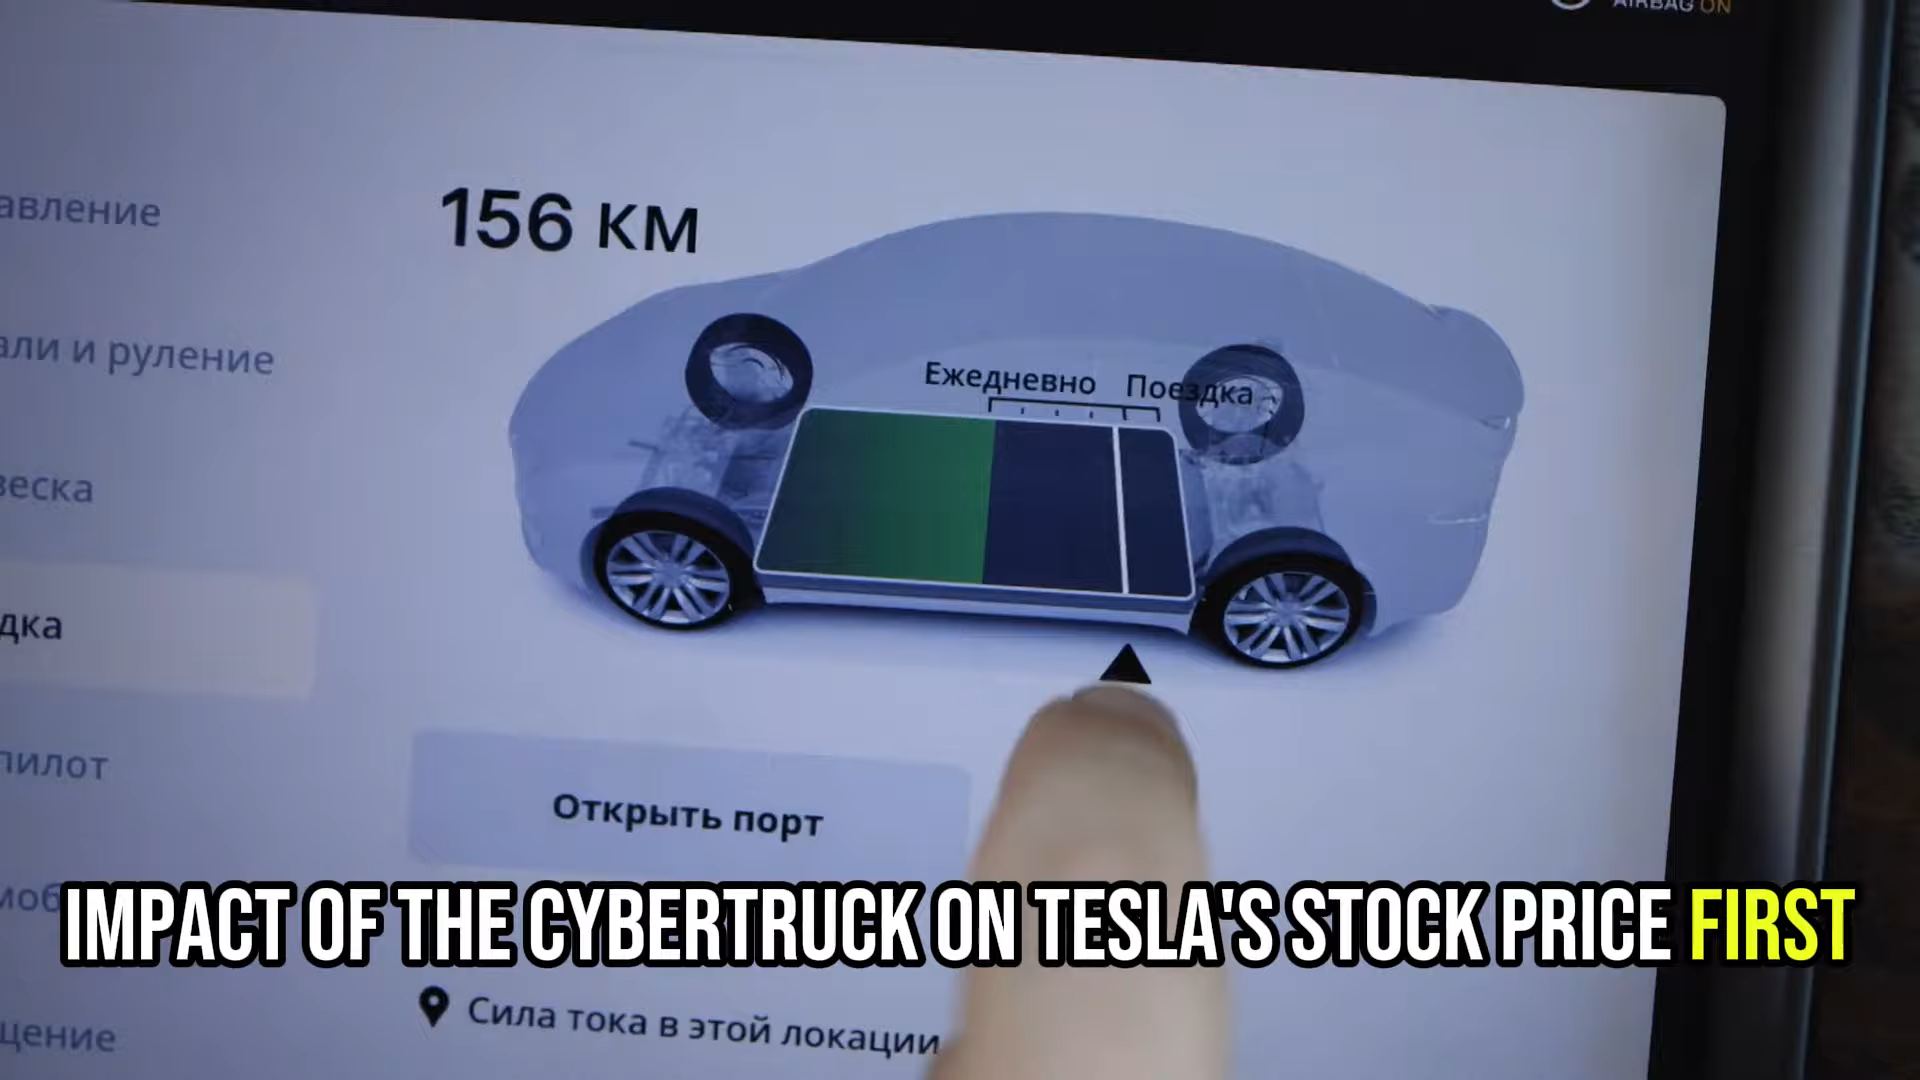 AIRBAG ON
156 км
авление
али и руление
Ежедневно Поездка
веска
дка
пилот
Открыть порт
моб
IMPACT OF THE CYBERTRUCK ON TESLA'S STOCK PRICE FIRST
Сила тока в этой локации
щение